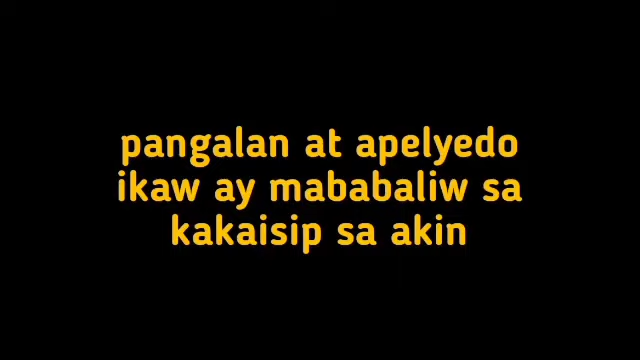 pangalan at apelyedo
ikaw ay mababaliw sa
kakaisip sa akin